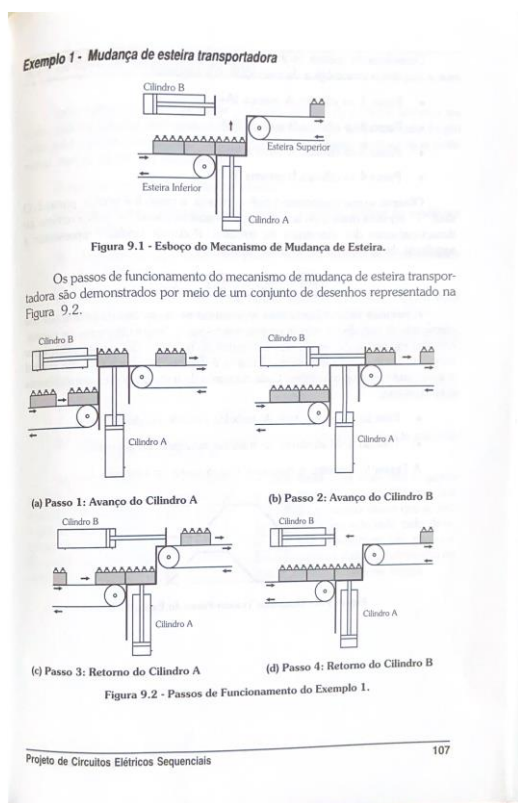 Exemplo 1 - Mudança de esteira transportadora
Cilindro B
Esteira Superior
Esteira Inferior
Cilindro A
Figura 9.1 - Esboço do Mecanismo de Mudança de Esteira.
Os passos de funcionamento do mecanismo de mudança de esteira transpor-
tadora são demonstrados por meio de um conjunto de desenhos representado na
Figura 9.2.
Cilindro B
Cilindro A
(a) Passo 1: Avanço do Cilindro A
Cilindro B
Cilindro A
(b) Passo 2: Avanço do Cilindro B
Cilindro B
Cilindro A
(c) Passo 3: Retorno do Cilindro A
Cilindro B
Cilindro A
(d) Passo 4: Retorno do Cilindro B
Figura 9.2 - Passos de Funcionamento do Exemplo 1.
Projeto de Circuitos Elétricos Sequenciais
107